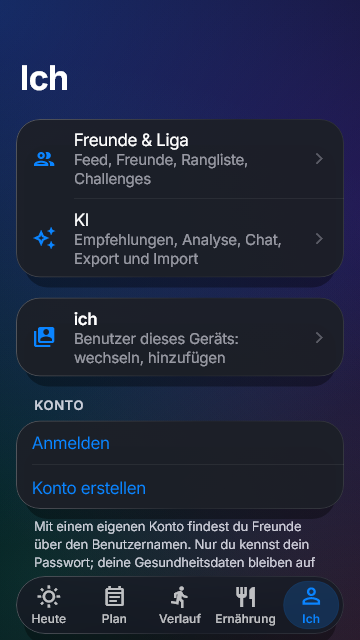 Ich
Freunde & Liga
Feed, Freunde, Rangliste,
Challenges
KI
Empfehlungen, Analyse, Chat,
Export und Import
ich
Benutzer dieses Geräts:
wechseln, hinzufügen
KONTO
Anmelden
Konto erstellen
Mit einem eigenen Konto findest du Freunde
über den Benutzernamen. Nur du kennst dein
Passwort; deine Gesundheitsdaten bleiben auf
Heute Plan Verlauf Ernährung Ich